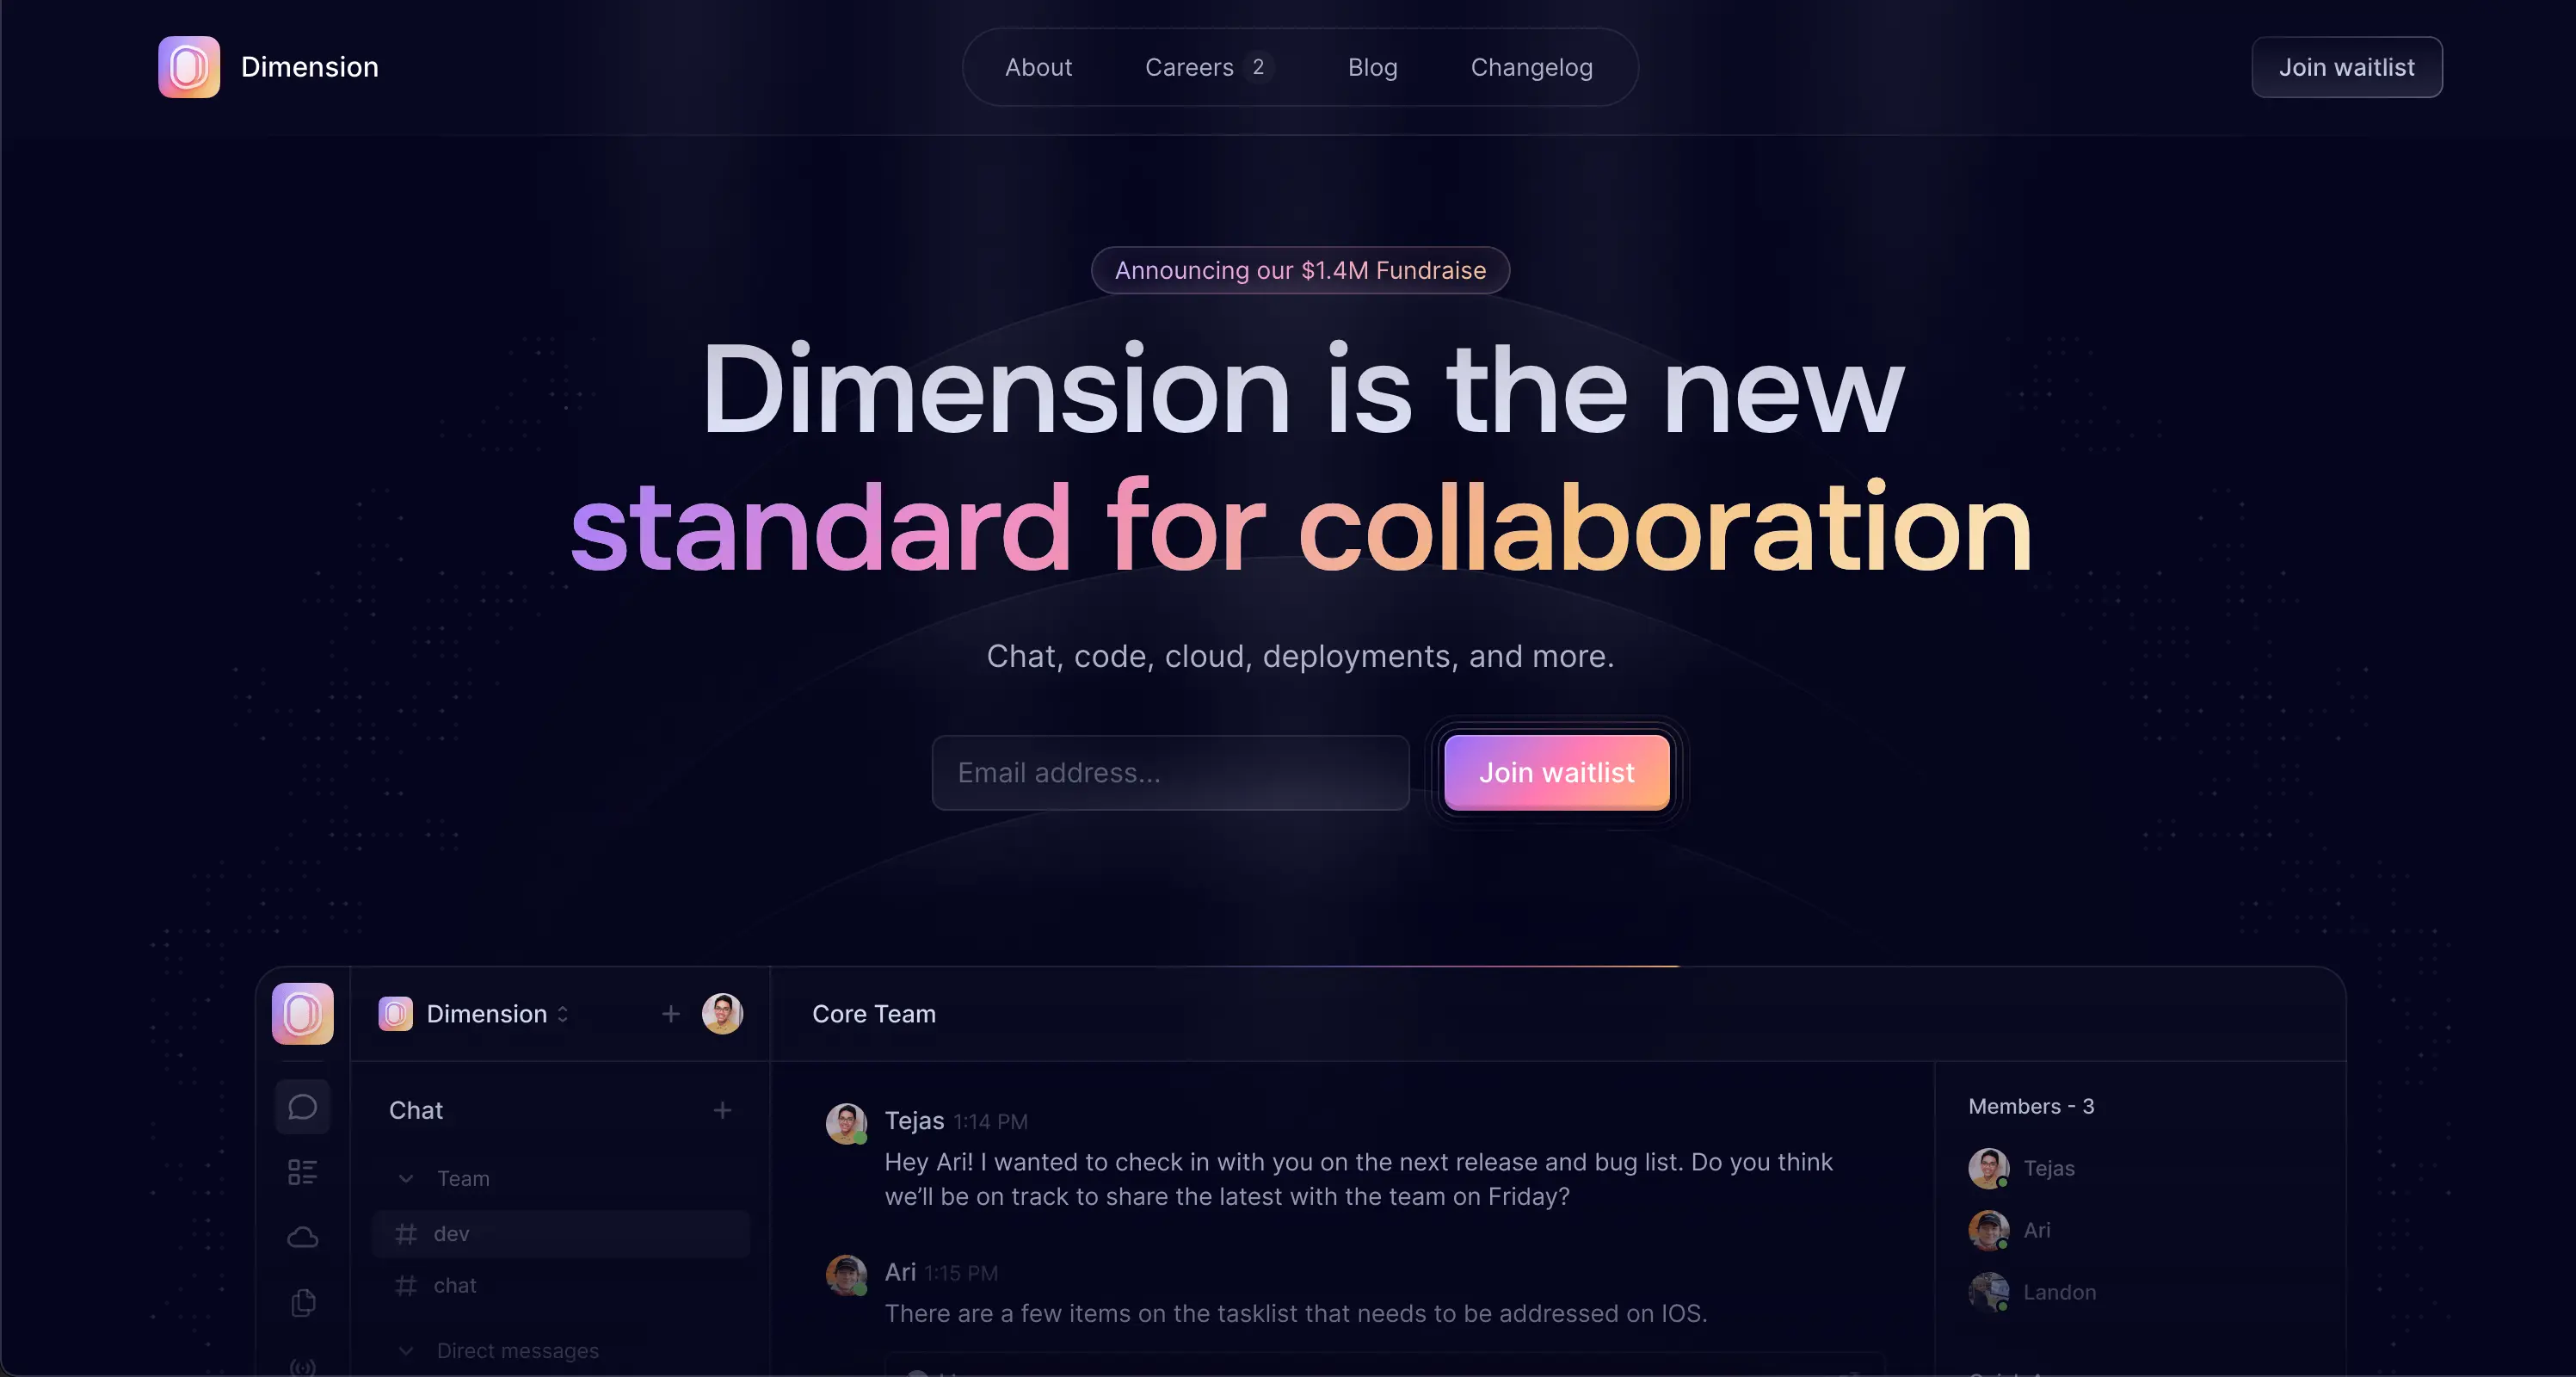 Dimension
About
Careers 2
Blog
Changelog
Join waitlist
Announcing our $1.4M Fundraise
Dimension is the new
standard for collaboration
Chat, code, cloud, deployments, and more.
Email address...
Join waitlist
Dimension
Core Team
Chat
Team
dev
chat
Direct messages
Tejas 1:14 PM
Hey Ari! I wanted to check in with you on the next release and bug list. Do you think
we’ll be on track to share the latest with the team on Friday?
Ari 1:15 PM
There are a few items on the tasklist that needs to be addressed on IOS.
Members - 3
Tejas
Ari
Landon